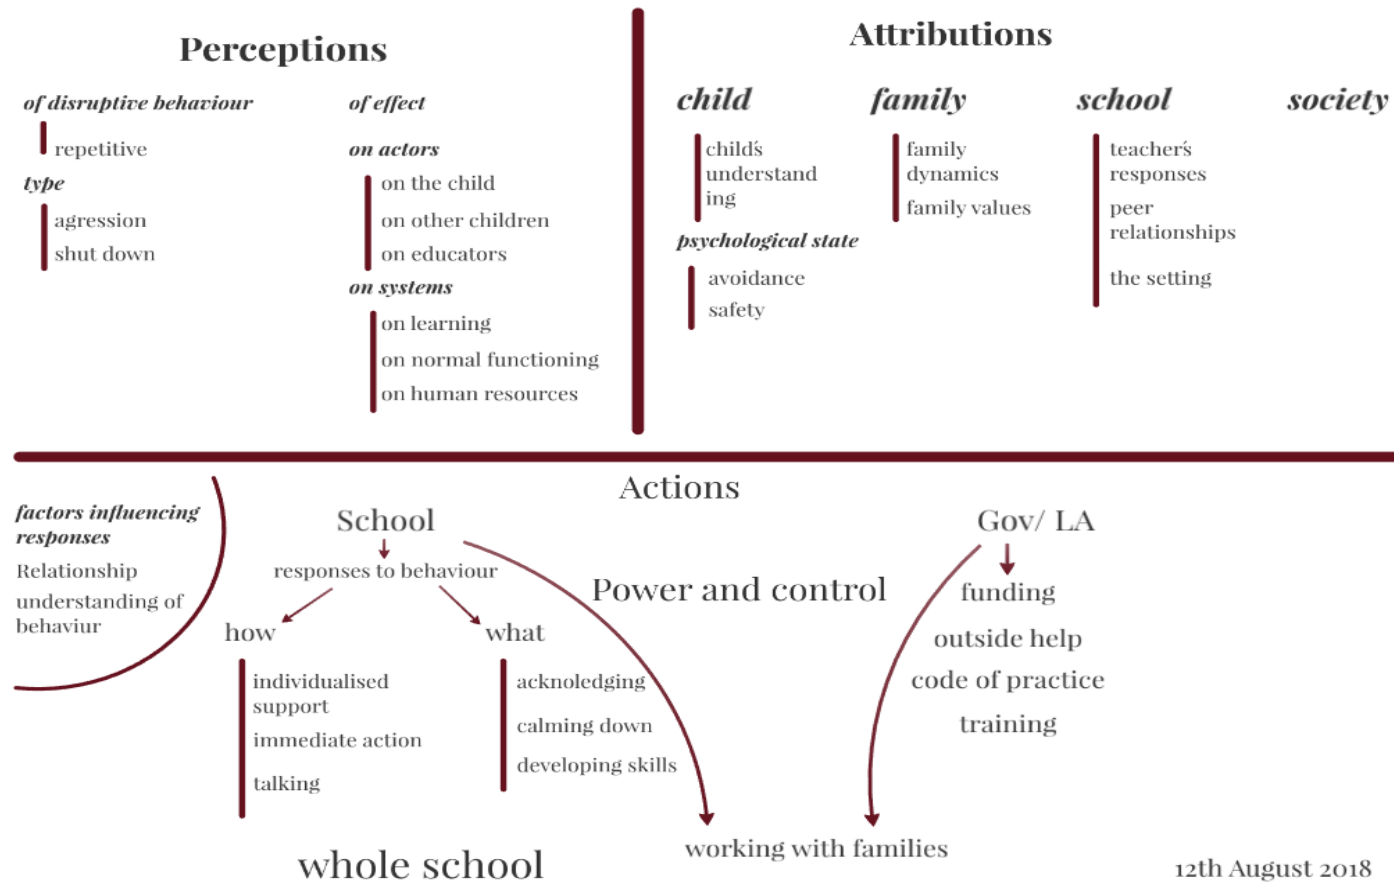 Perceptions
of disruptive behaviour
repetitive
type
agression
shut down
of effect
on actors
on the child
on other children
on educators
on systems
on learning
on normal functioning
on human resources
Attributions
child
child's
understand
ing
psychological state
avoidance
safety
family
family
dynamics
family values
school
teacher's
responses
peer
relationships
the setting
society
Actions
factors influencing
responses
Relationship
understanding of
behaviur
School
responses to behaviour
how
individualised
support
immediate action
talking
what
acknoledging
calming down
developing skills
Power and control
Gov/ LA
funding
outside help
code of practice
training
working with families
whole school
12th August 2018